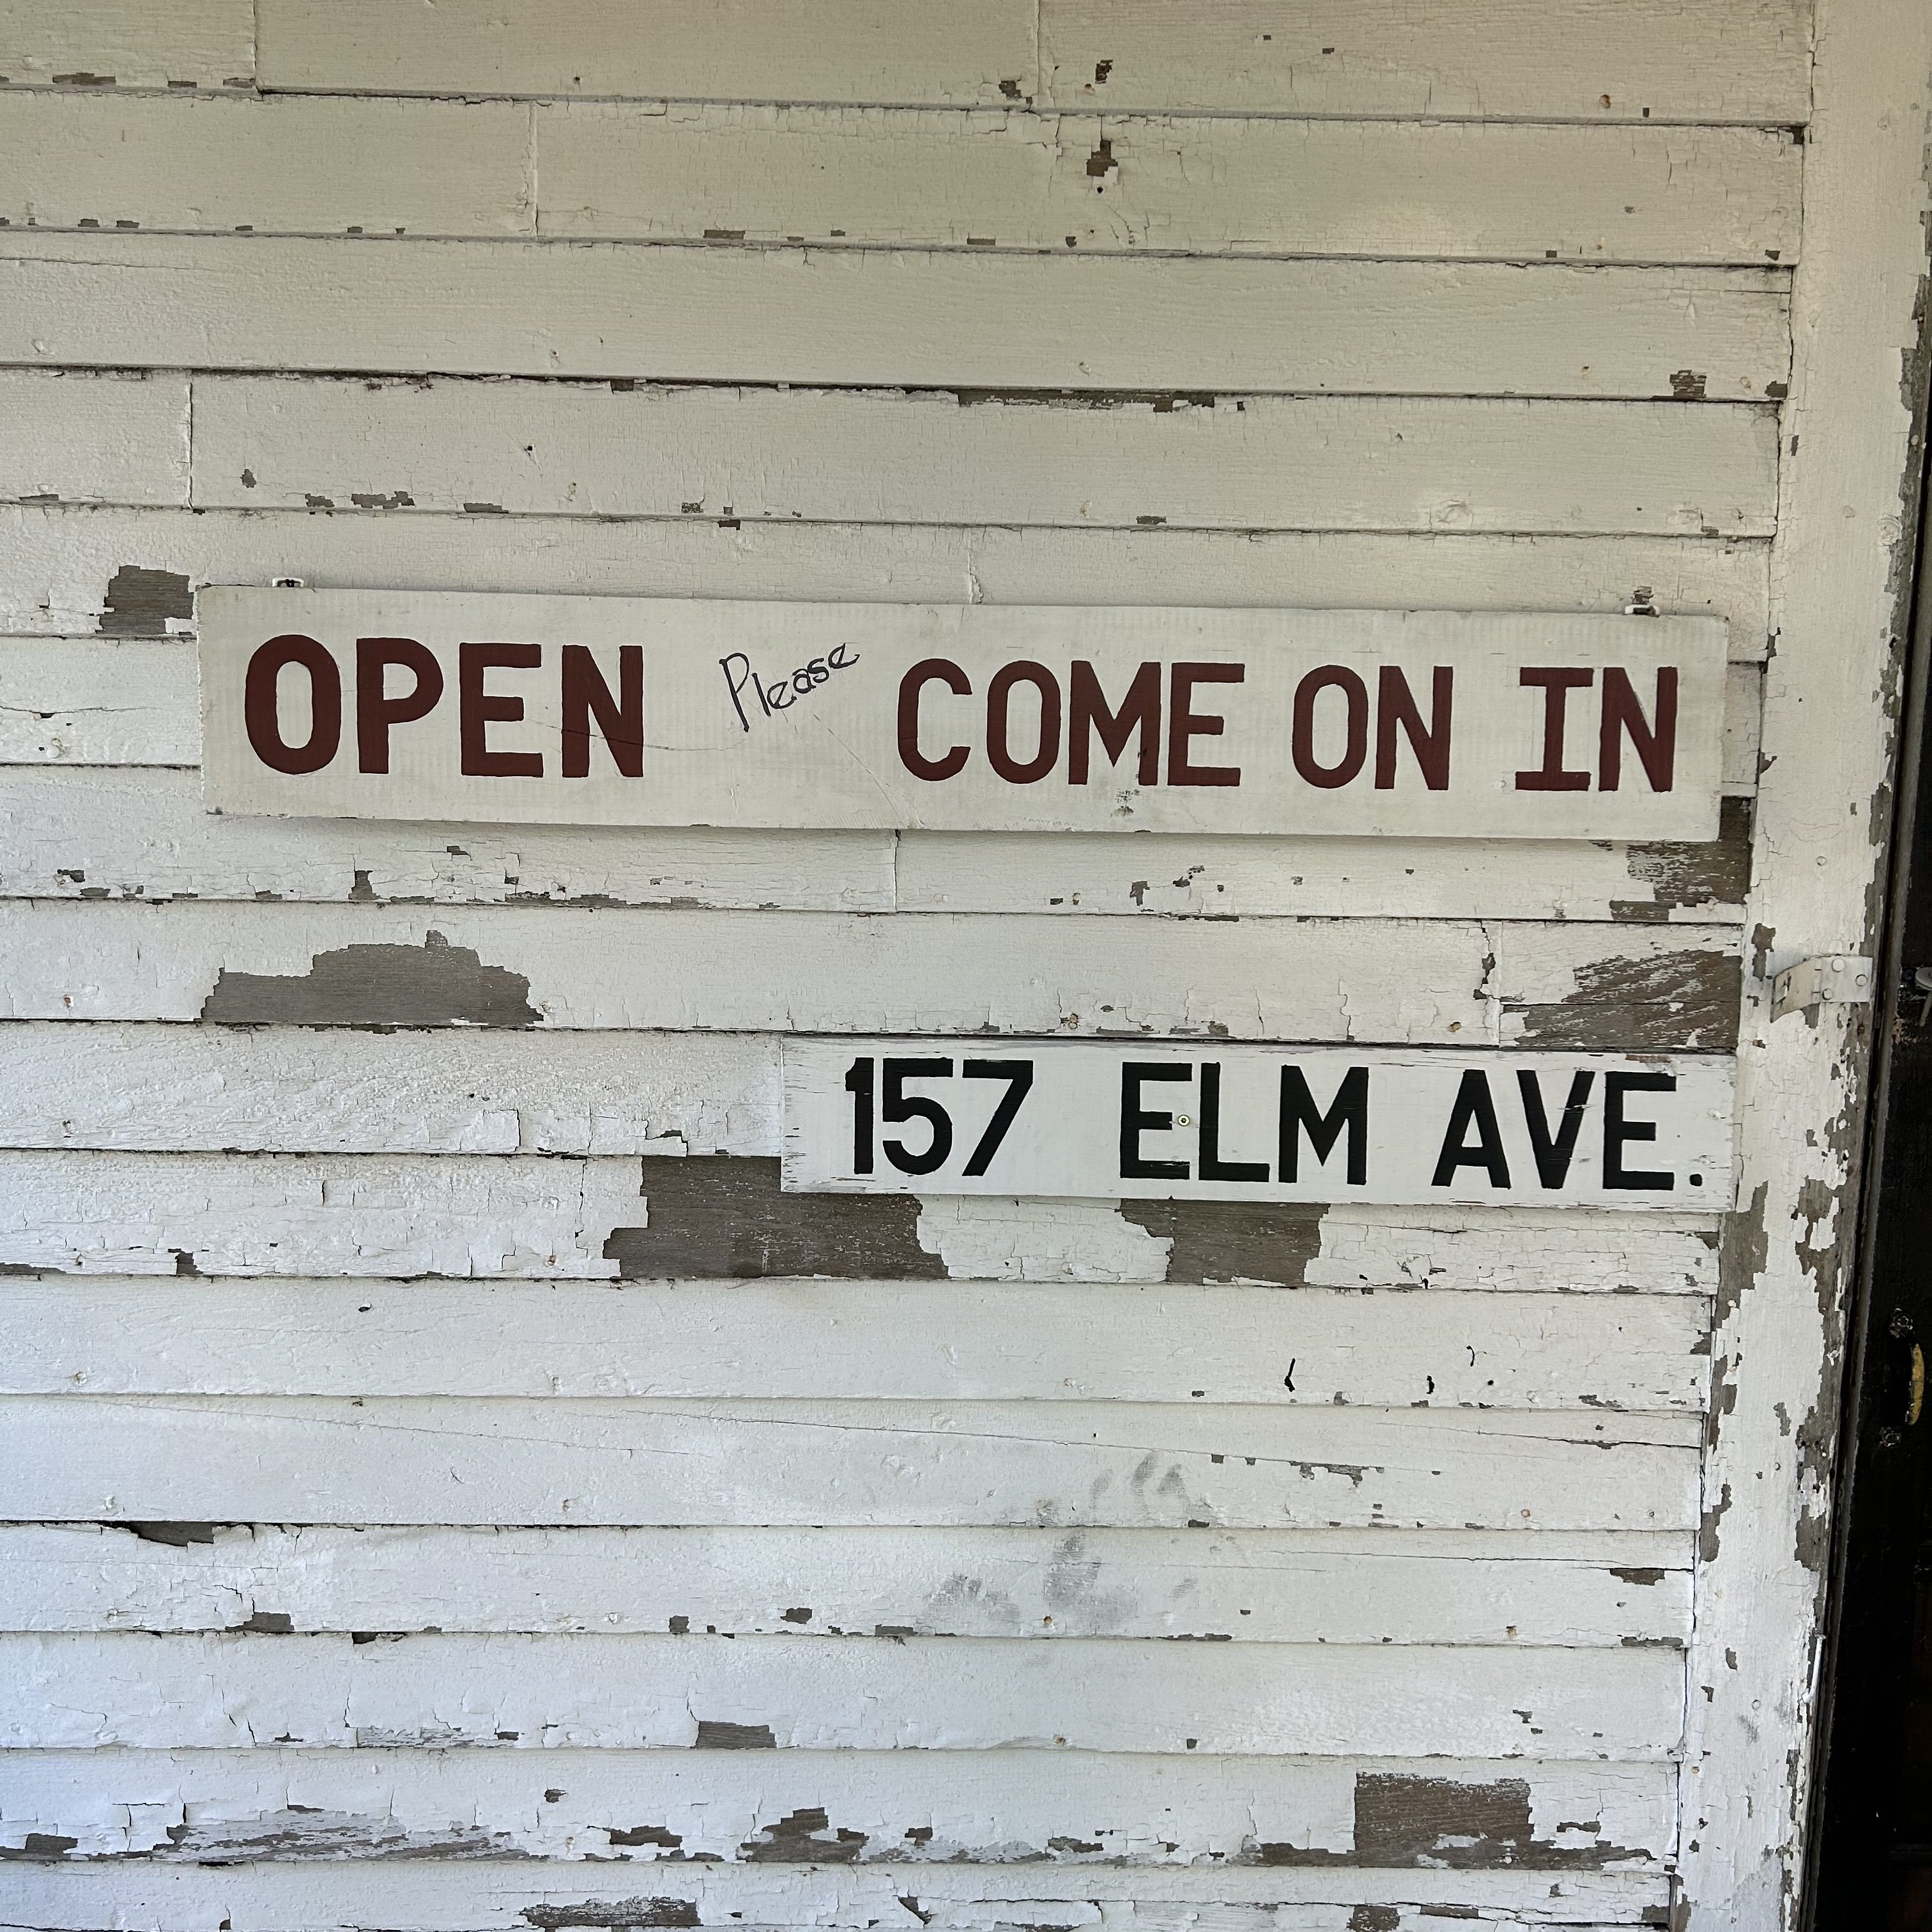 OPEN Please COME ON IN
157 ELM AVE.